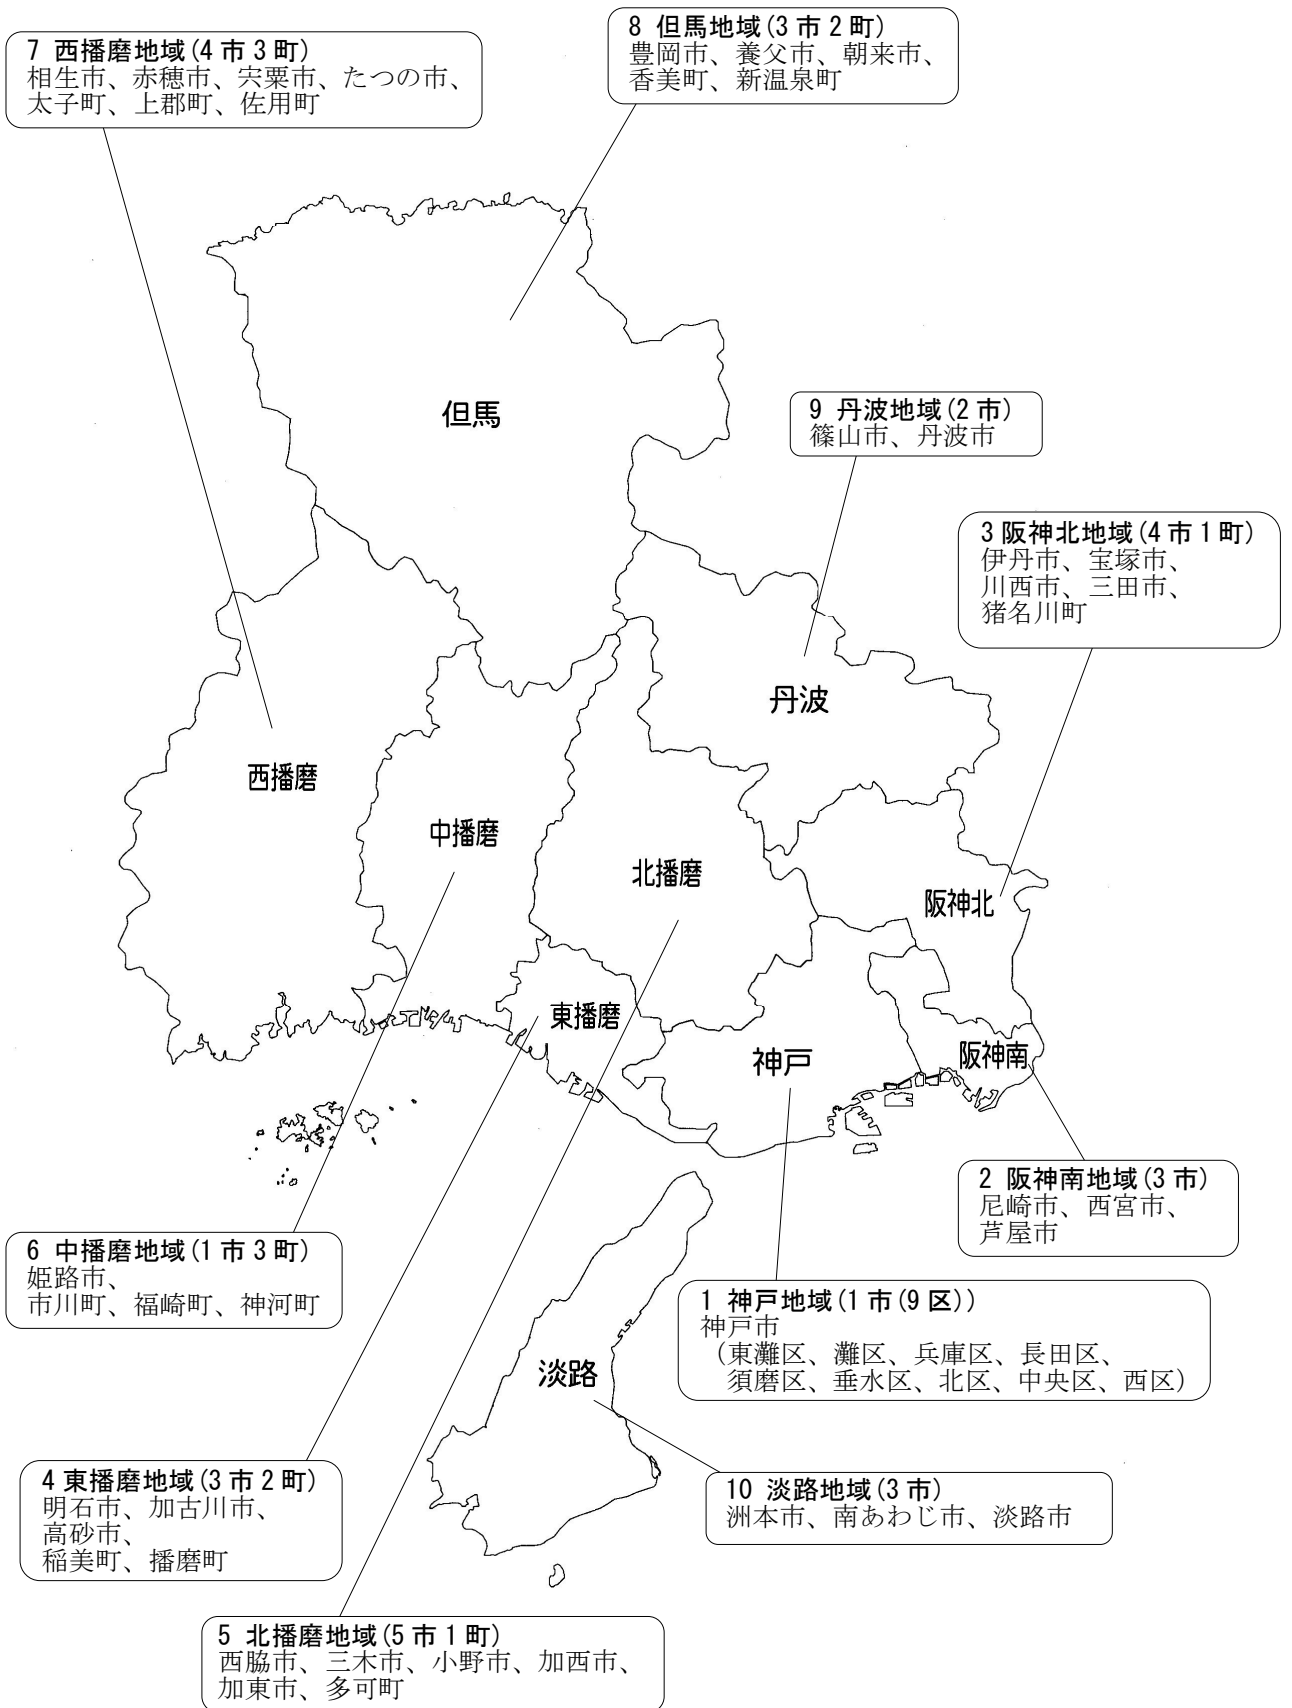 7 西播磨地域(4市3町)
相生市、赤穂市、宍粟市、たつの市、
太子町、上郡町、佐用町
8 但馬地域(3市2町)
豊岡市、養父市、朝来市、
香美町、新温泉町
但馬
9 丹波地域(2市)
篠山市、丹波市
3 阪神北地域(4市1町)
伊丹市、宝塚市、
川西市、三田市、
猪名川町
丹波
西播磨
中播磨
北播磨
阪神北
東播磨
神戸
阪神南
2 阪神南地域(3市)
尼崎市、西宮市、
芦屋市
6 中播磨地域(1市3町)
姫路市、
市川町、福崎町、神河町
1 神戸地域(1市(9区))
神戸市
(東灘区、灘区、兵庫区、長田区、
須磨区、垂水区、北区、中央区、西区)
淡路
4 東播磨地域(3市2町)
明石市、加古川市、
高砂市、
稲美町、播磨町
10 淡路地域(3市)
洲本市、南あわじ市、淡路市
5 北播磨地域(5市1町)
西脇市、三木市、小野市、加西市、
加東市、多可町